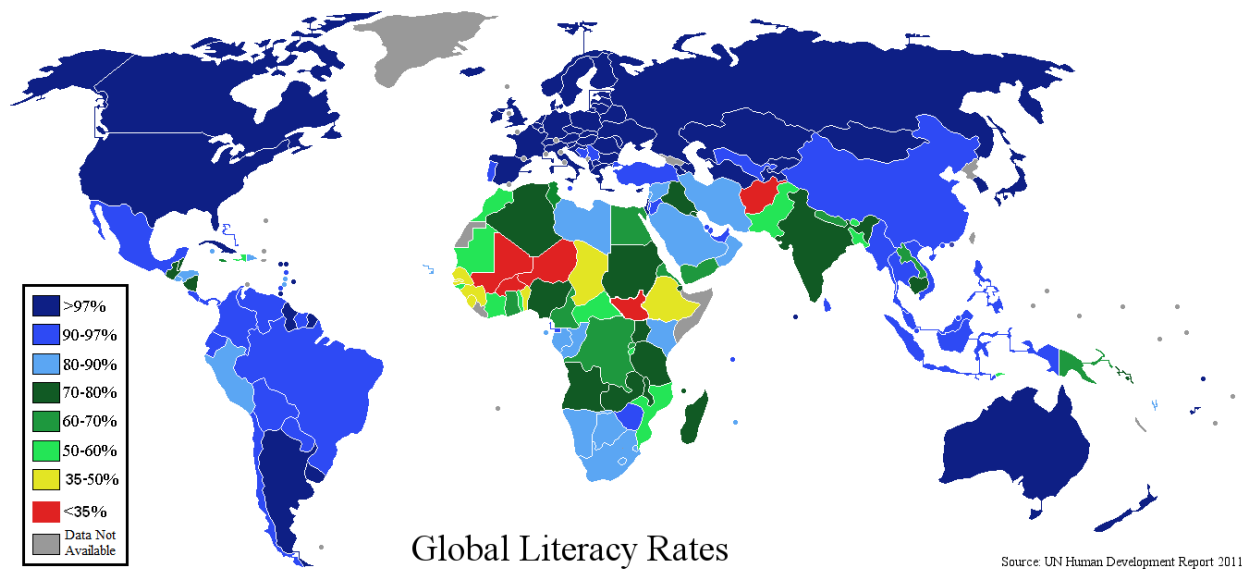 >97%
90-97%
80-90%
70-80%
60-70%
50-60%
35-50%
<35%
Data Not
Available
Global Literacy Rates
Source: UN Human Development Report 2011